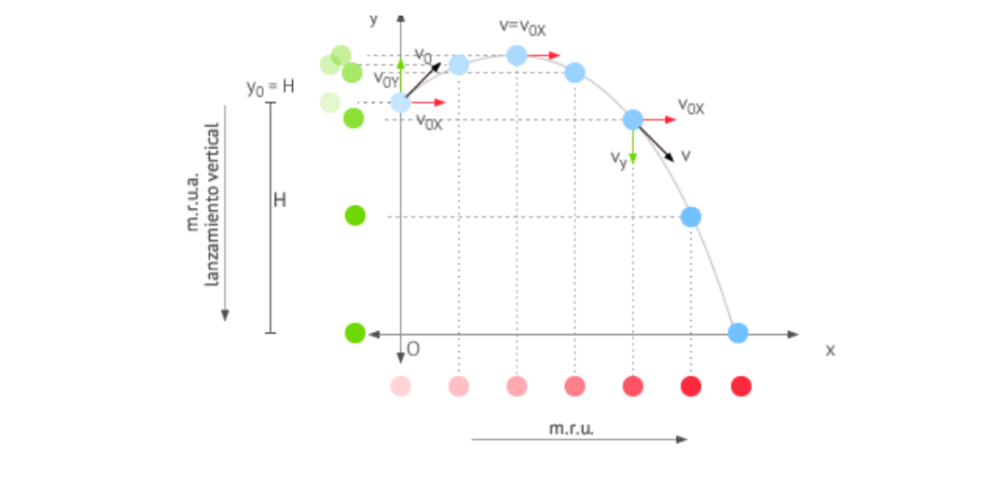 y
v=v0X
v0
v0Y
y0 = H
v0X
v0X
v
vy
H
m.r.u.a.
lanzamiento vertical
O
x
m.r.u.